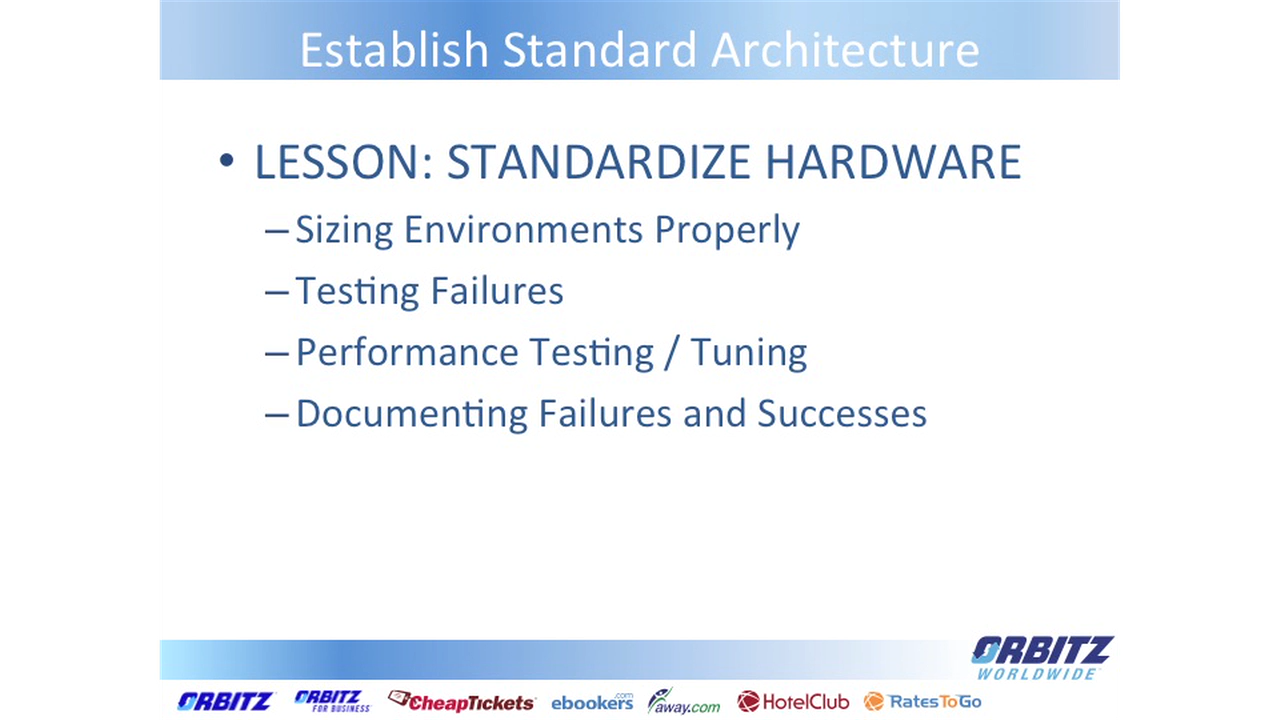 Establish Standard Architecture
• LESSON: STANDARDIZE HARDWARE
– Sizing Environments Properly
– Testing Failures
– Performance Testing / Tuning
– Documenting Failures and Successes
ORBITZ
WORLDWIDE
ORBITZ
ORBITZ
FOR BUSINESS
CheapTickets
ebookers.com
away.com
HotelClub
RatesToGo